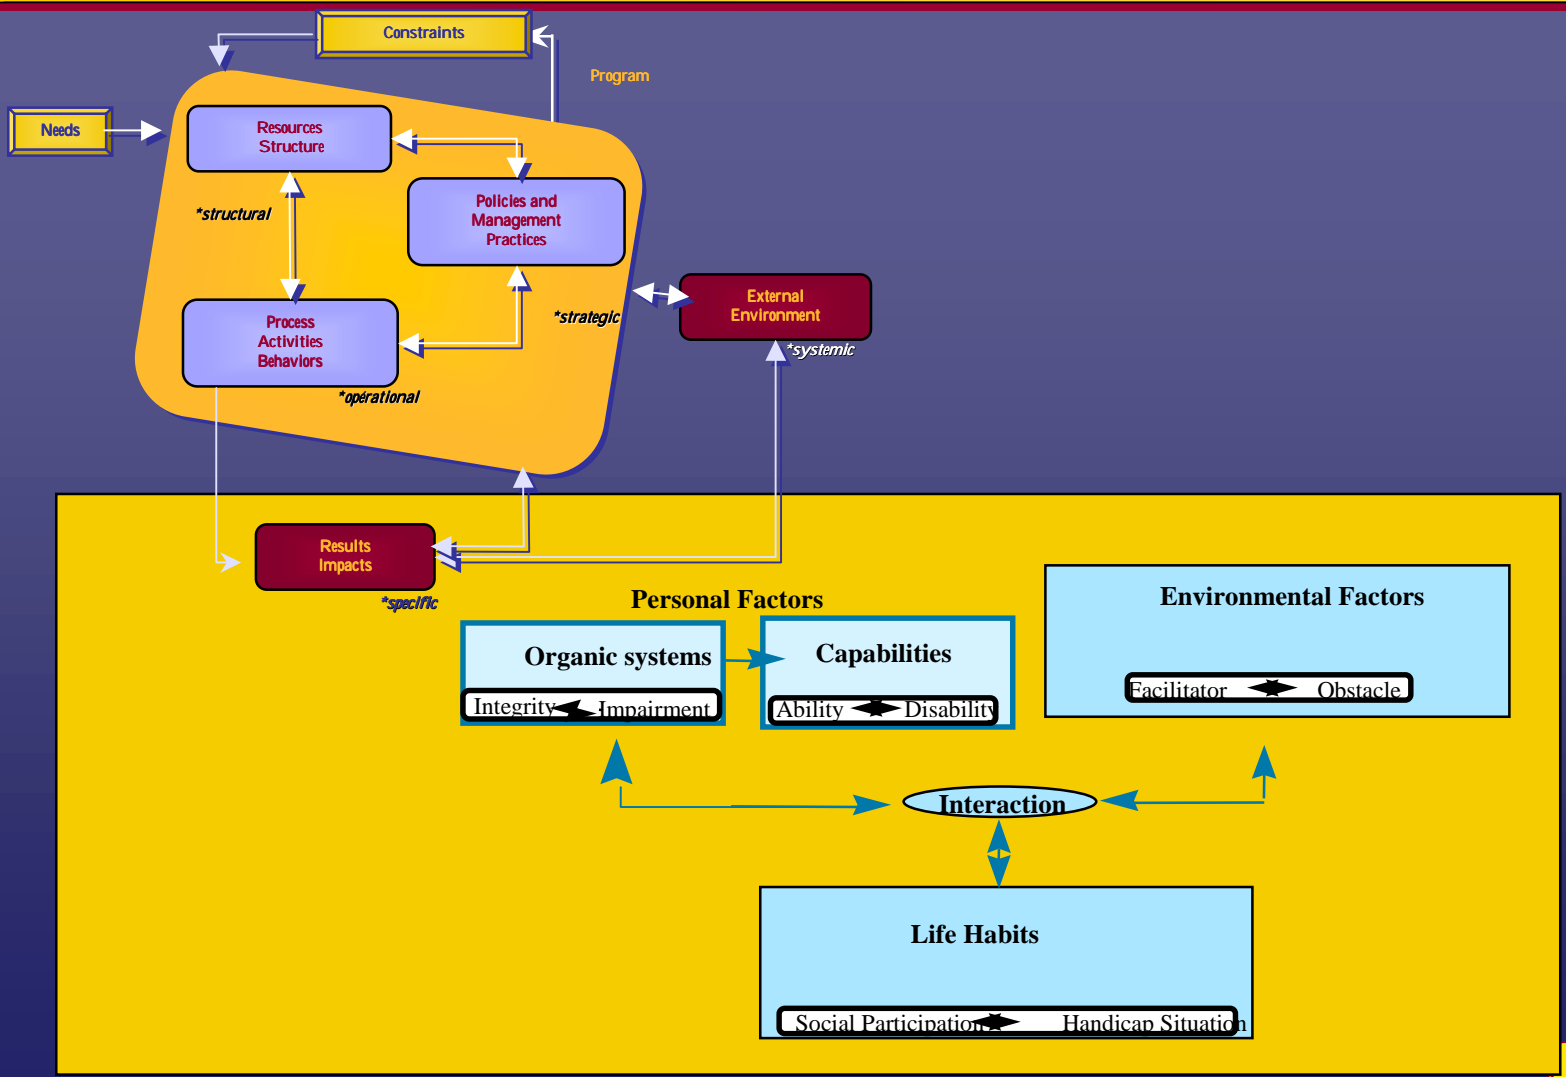 Constraints
Program
Needs
Resources
Structure
*structural
Policies and
Management
Practices
External
Environment
*strategic
Process
Activities
Behaviors
*systemic
*opérational
Results
Impacts
*specific
Personal Factors
Environmental Factors
Organic systems
Capabilities
Integrity Impairment
Ability Disability
Facilitator Obstacle
Interaction
Life Habits
Social Participation Handicap Situation